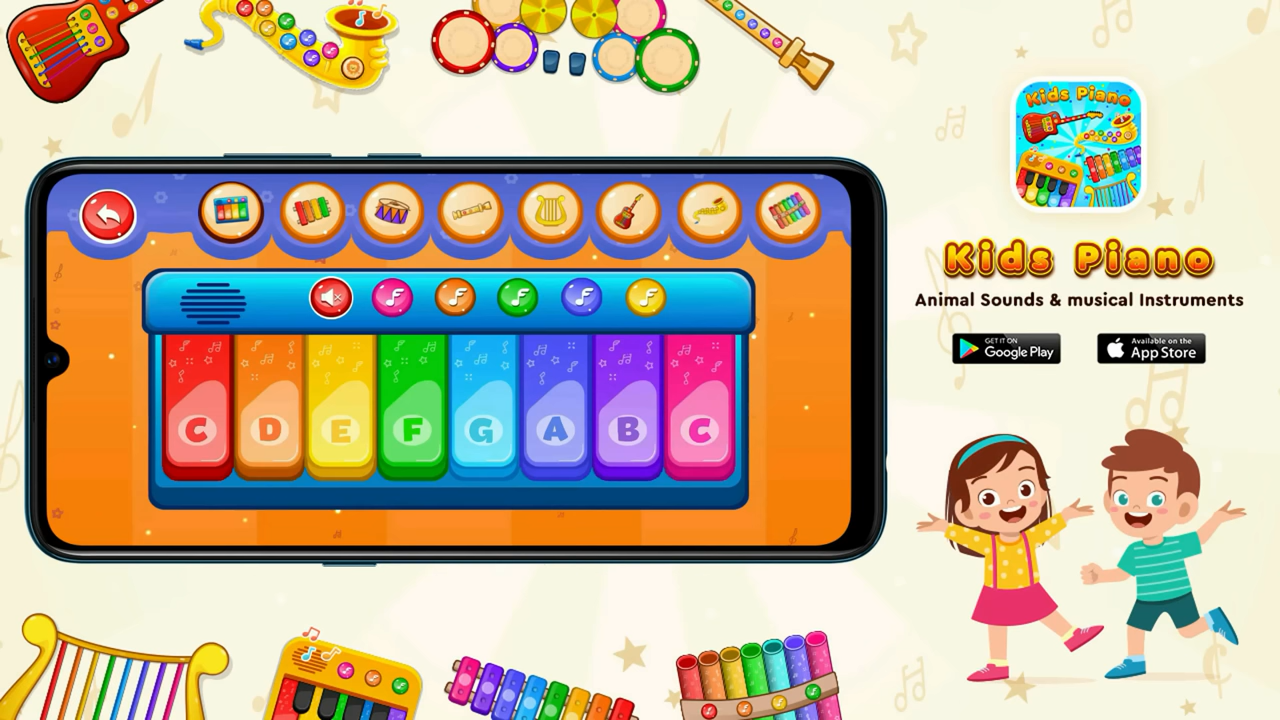 C D E F G A B C
Kids Piano
Kids Piano
Animal Sounds & musical Instruments
GET IT ON
Google Play
Available on the
App Store